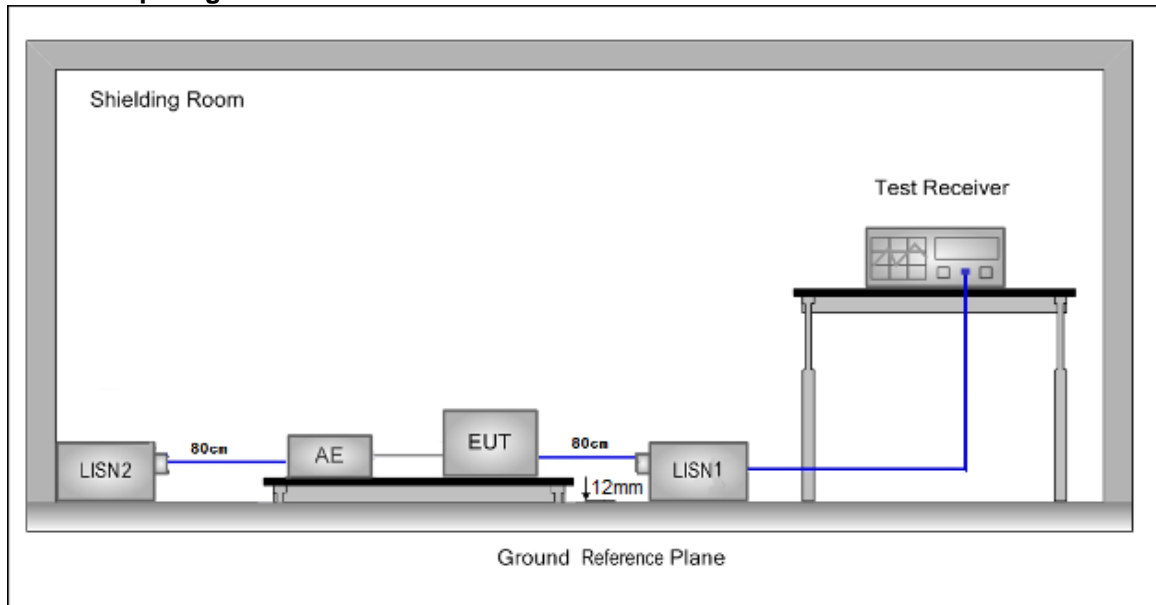 Shielding Room
Test Receiver
80cm
80cm
EUT
AE
LISN2
LISN1
12mm
Ground Reference Plane